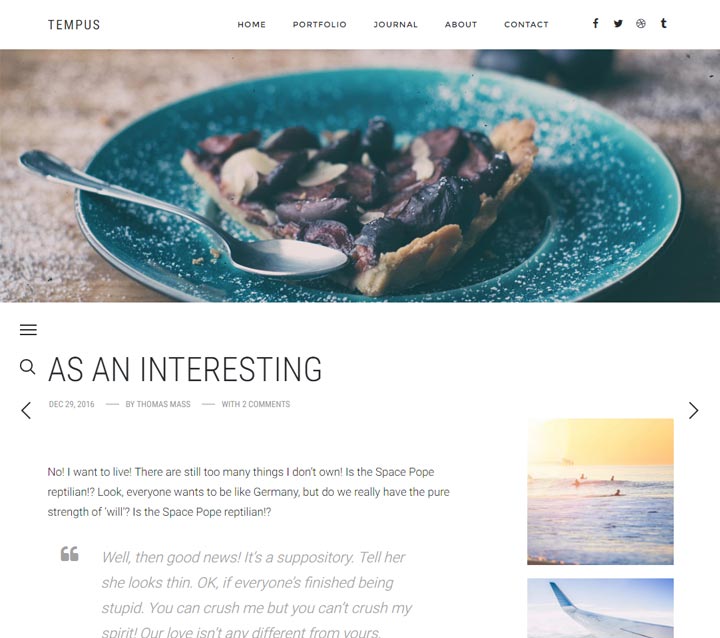 TEMPUS
HOME PORTFOLIO JOURNAL ABOUT CONTACT
AS AN INTERESTING
DEC 29, 2016 — BY THOMAS MASS — WITH 2 COMMENTS
No! I want to live! There are still too many things I don’t own! Is the Space Pope
reptilian!? Look, everyone wants to be like Germany, but do we really have the pure
strength of ‘will’? Is the Space Pope reptilian!?
Well, then good news! It’s a suppository. Tell her
she looks thin. OK, if everyone’s finished being
stupid. You can crush me but you can’t crush my
spirit! Our love isn’t any different from yours,